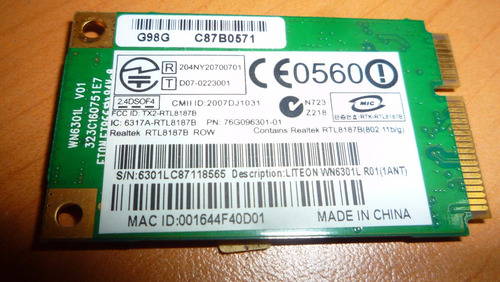 G98G C87B0571
R 204NY20700701
T D07-0223001
CE0560
2.4DSOF4 CMII ID:2007DJ1031
N723
Z218
MIC
FCC ID: TX2-RTL8187B
IC: 6317A-RTL8187B P/N: 76G096301-01
Realtek RTL8187B ROW Contains Realtek RTL8187B(802.11b/g)
S/N:6301LC87118565 Description:LITEON WN6301L R01(1ANT)
MAC ID:001644F40D01 MADE IN CHINA
WN6301L V01
323C160751E7